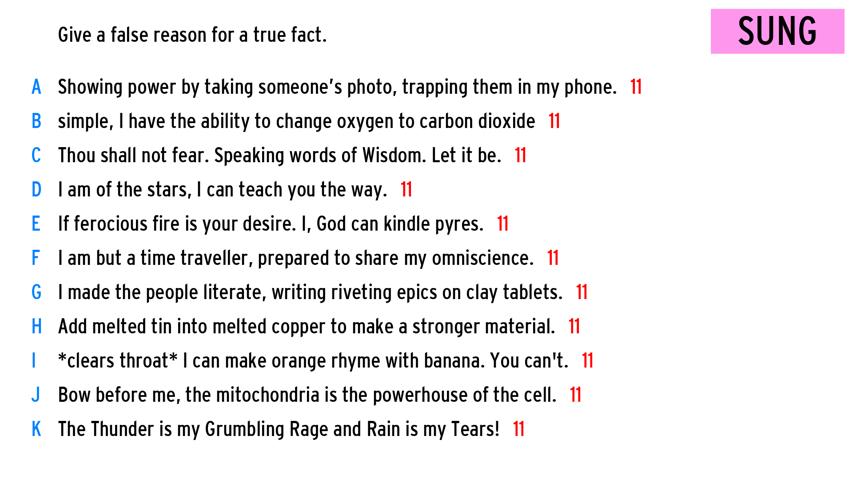 Give a false reason for a true fact.
SUNG
A Showing power by taking someone's photo, trapping them in my phone. 11
B simple, I have the ability to change oxygen to carbon dioxide 11
C Thou shall not fear. Speaking words of Wisdom. Let it be. 11
D I am of the stars, I can teach you the way. 11
E If ferocious fire is your desire. I, God can kindle pyres. 11
F I am but a time traveller, prepared to share my omniscience. 11
G I made the people literate, writing riveting epics on clay tablets. 11
H Add melted tin into melted copper to make a stronger material. 11
I *clears throat* I can make orange rhyme with banana. You can't. 11
J Bow before me, the mitochondria is the powerhouse of the cell. 11
K The Thunder is my Grumbling Rage and Rain is my Tears! 11